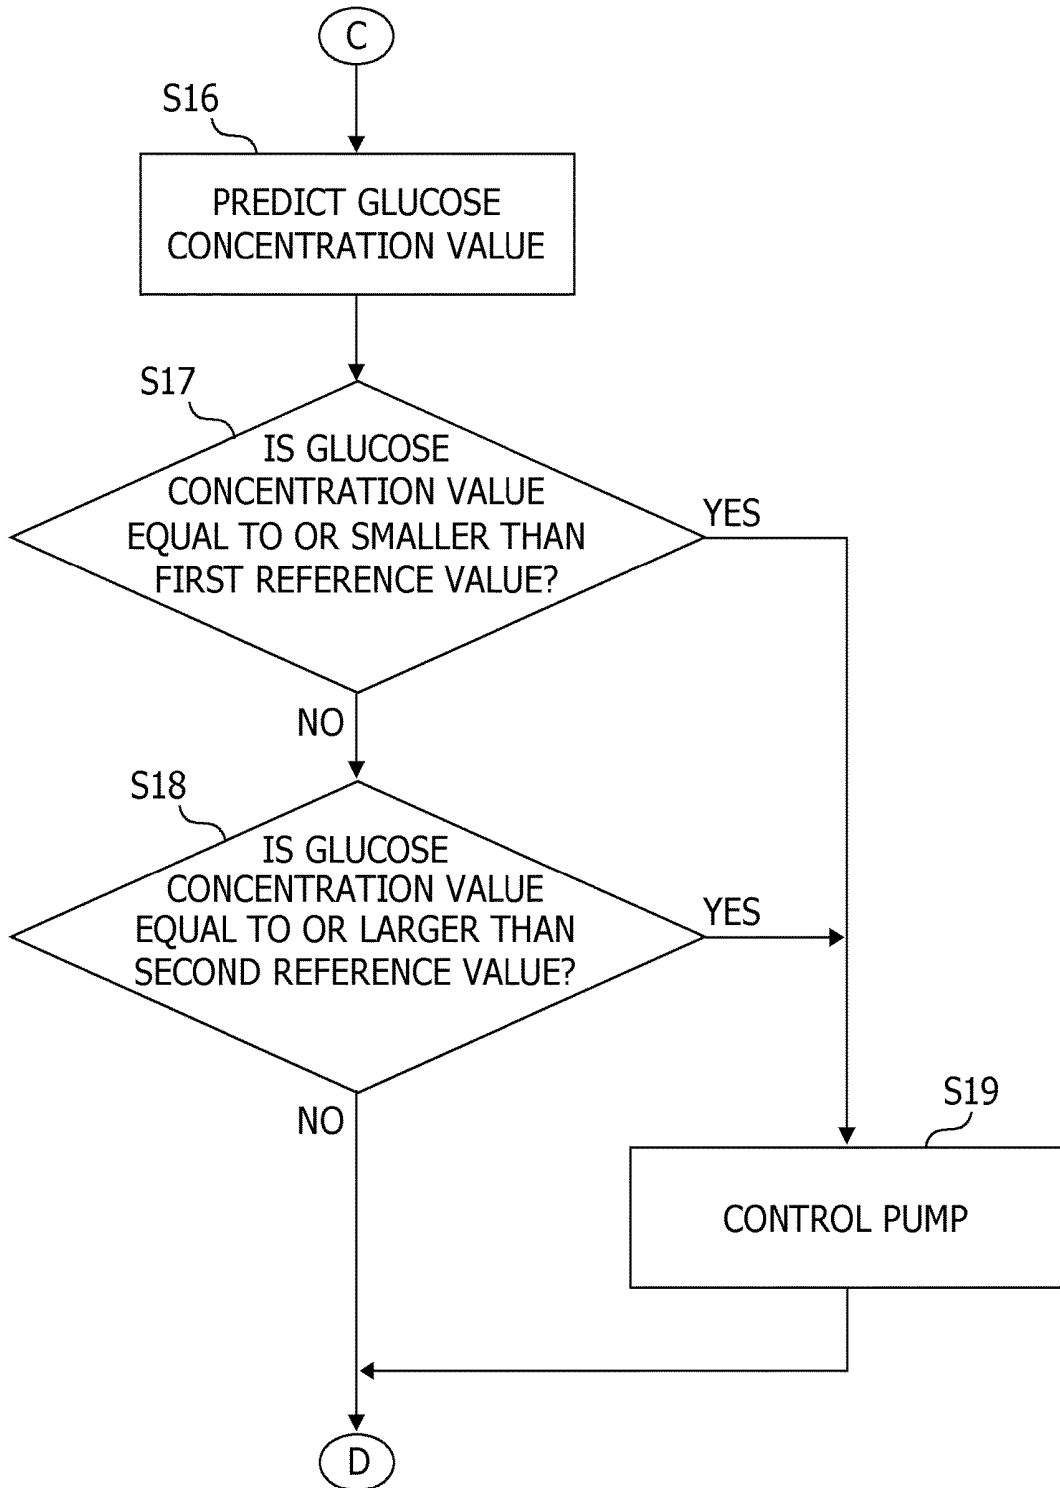 C
S16
PREDICT GLUCOSE
CONCENTRATION VALUE
S17
IS GLUCOSE
CONCENTRATION VALUE
EQUAL TO OR SMALLER THAN
FIRST REFERENCE VALUE?
YES
NO
S18
IS GLUCOSE
CONCENTRATION VALUE
EQUAL TO OR LARGER THAN
SECOND REFERENCE VALUE?
YES
NO
S19
CONTROL PUMP
D